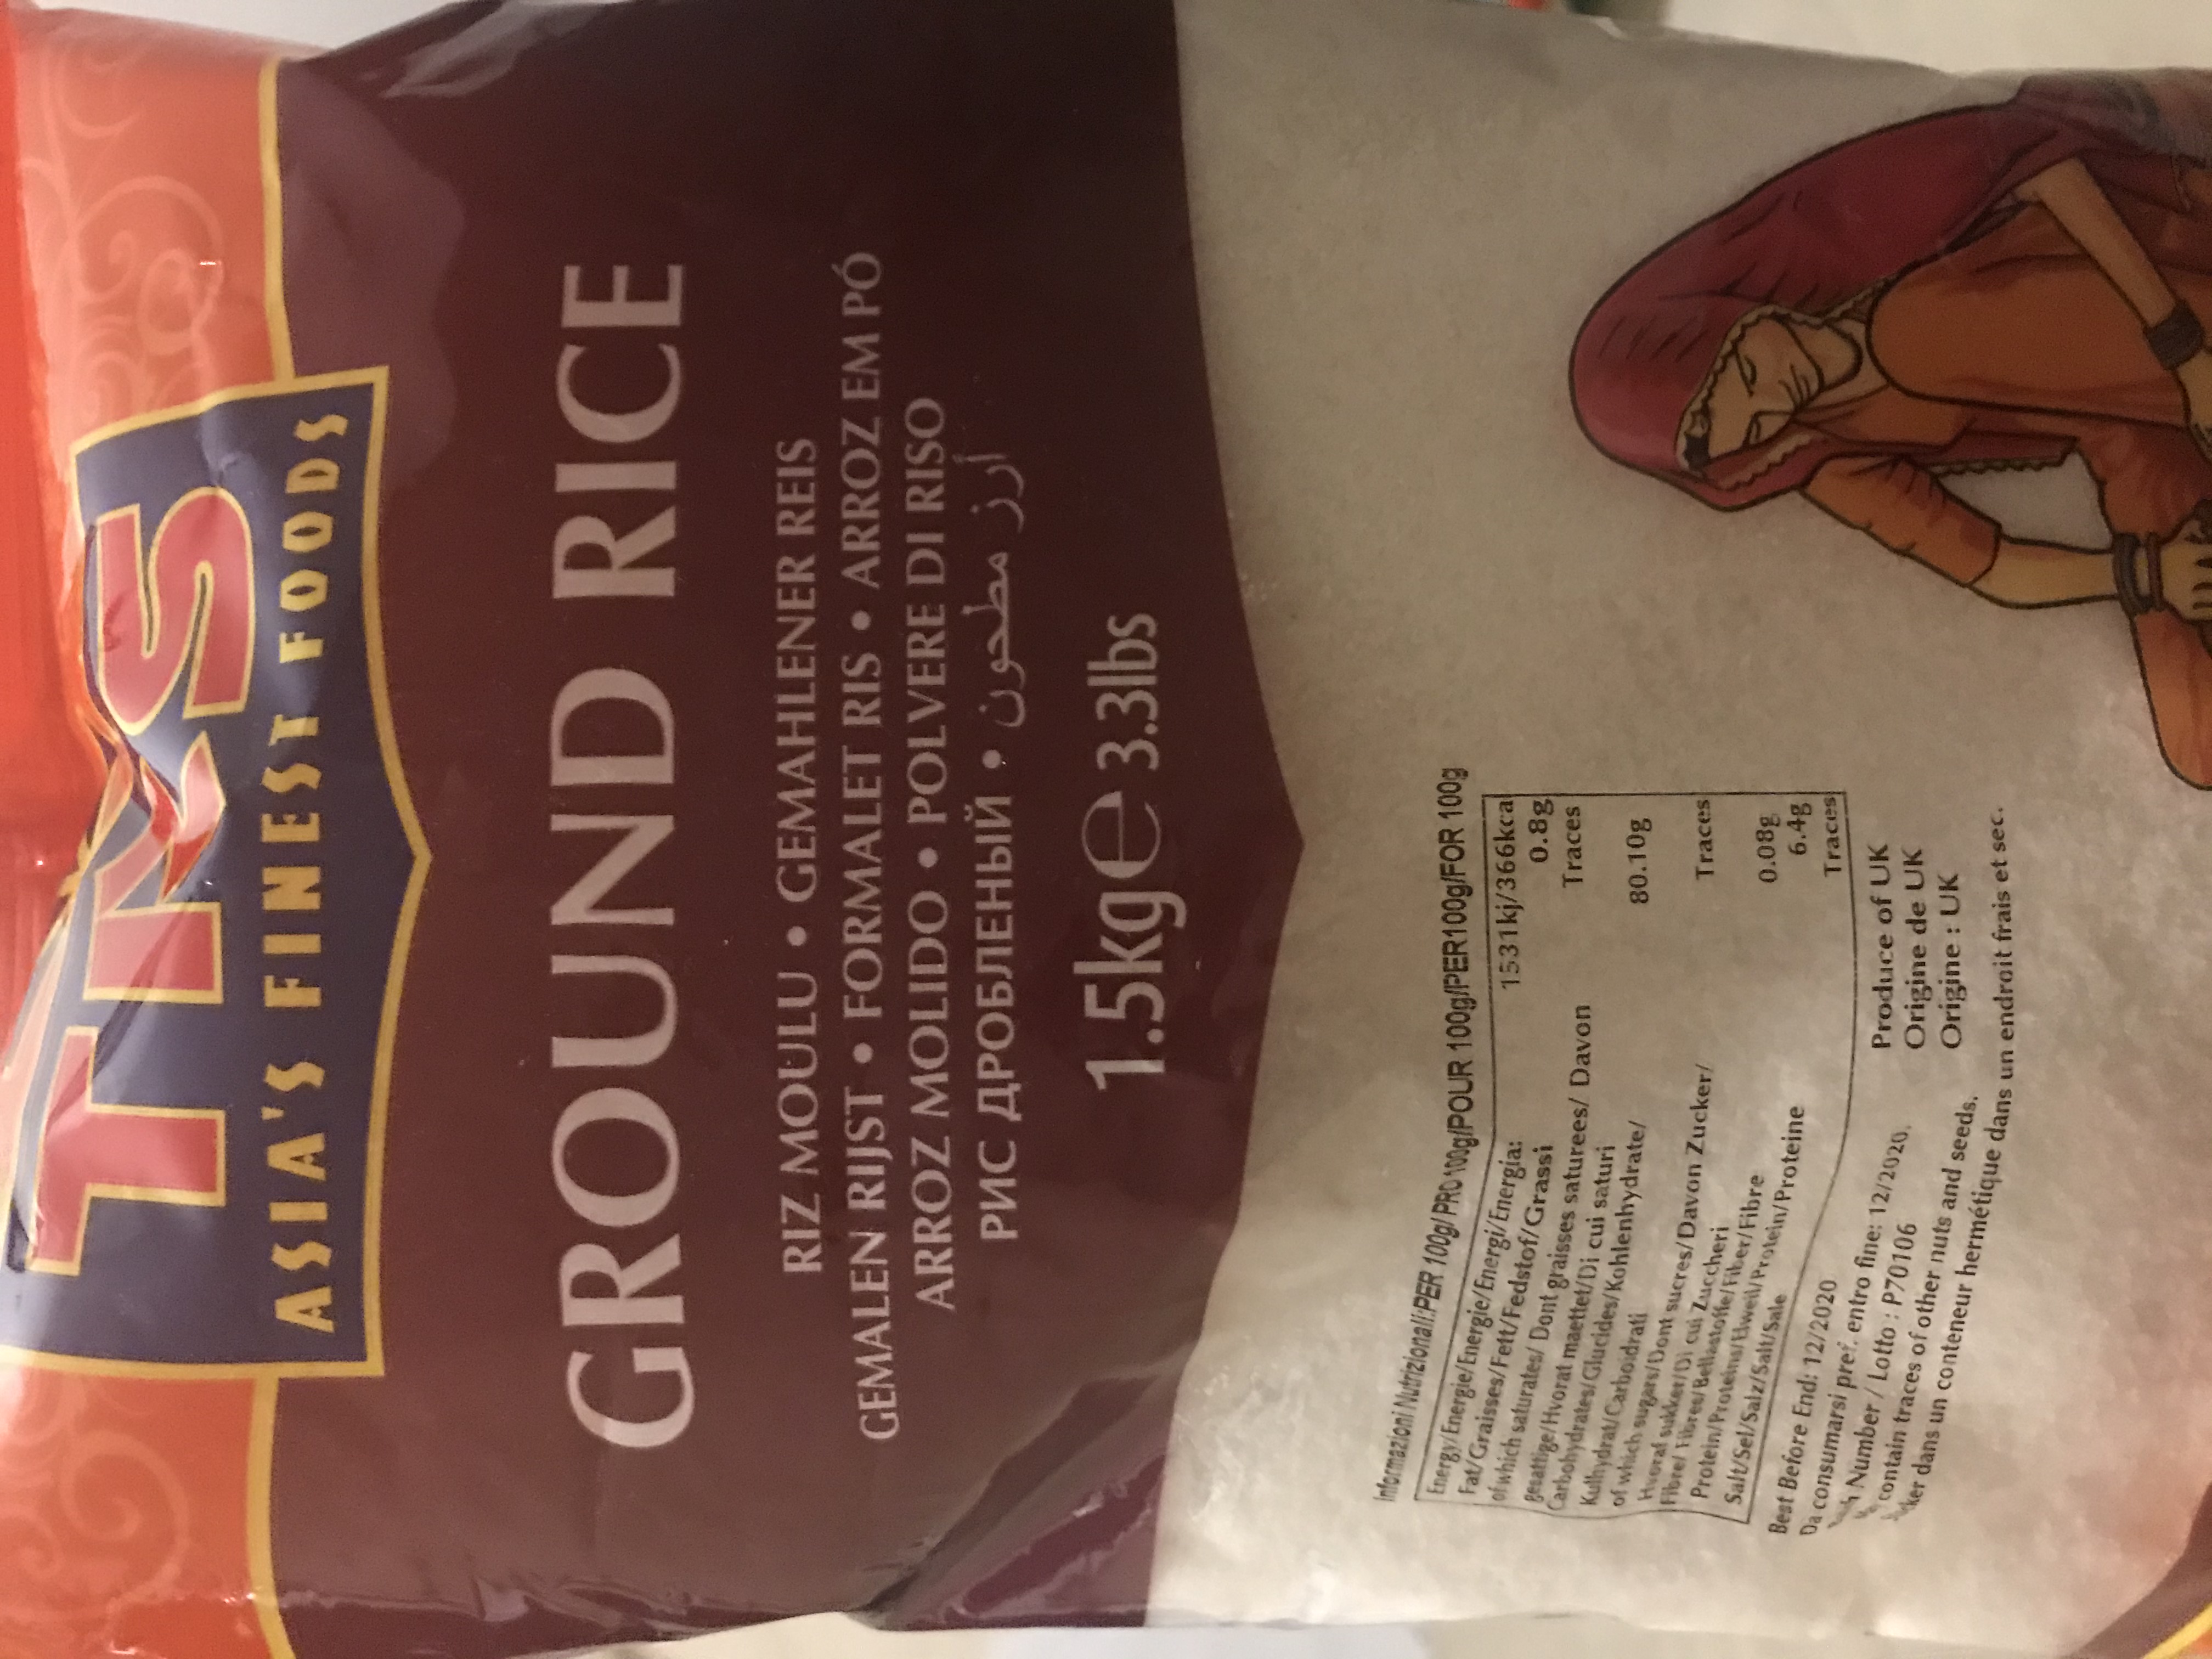 TRS
ASIA'S FINEST FOODS
GROUND RICE
RIZ MOULU • GEMAHLENER REIS
GEMALEN RIJST • FORMALET RIS • ARROZ EM PÓ
ARROZ MOLIDO • POLVERE DI RISO
РИС ДРОБЛЕНЫЙ • أرز مطحون
1.5kg℮ 3.3lbs
Informazioni Nutrizionali:PER 100g/ PRO 100g/POUR 100g/PER100g/FOR 100g
Energy/Energie/Energie/Energi/Energia: 1531kj/366kcal
Fat/Graisses/Fett/Fedstof/Grassi 0.8g
of which saturates/ Dont graisses saturees/ Davon Traces
gesattige/Hvorat maettet/Di cui saturi
Carbohydrates/Glucides/Kohlenhydrate/ 80.10g
Kulhydrat/Carboidrati
of which sugars/Dont sucres/Davon Zucker/ Traces
Hvoraf sukker/Di cui Zuccheri
Fibre/ Fibres/Bellastoffe/Fiber/Fibre 0.08g
Protein/Proteins/Eiweil/Protein/Proteine 6.4g
Salt/Sel/Salz/Salt/Sale Traces
Best Before End: 12/2020
Da consumarsi pref. entro fine: 12/2020.
Number / Lotto : P70106
contain traces of other nuts and seeds.
Produce of UK
Origine de UK
Origine : UK
dans un conteneur hermétique dans un endroit frais et sec.